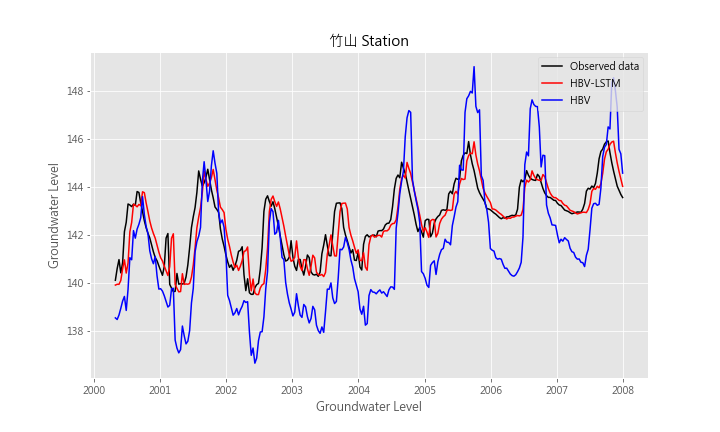 竹山 Station
Observed data
HBV-LSTM
HBV
Groundwater Level
148
146
144
142
140
138
2000
2001
2002
2003
2004
2005
2006
2007
2008
Groundwater Level